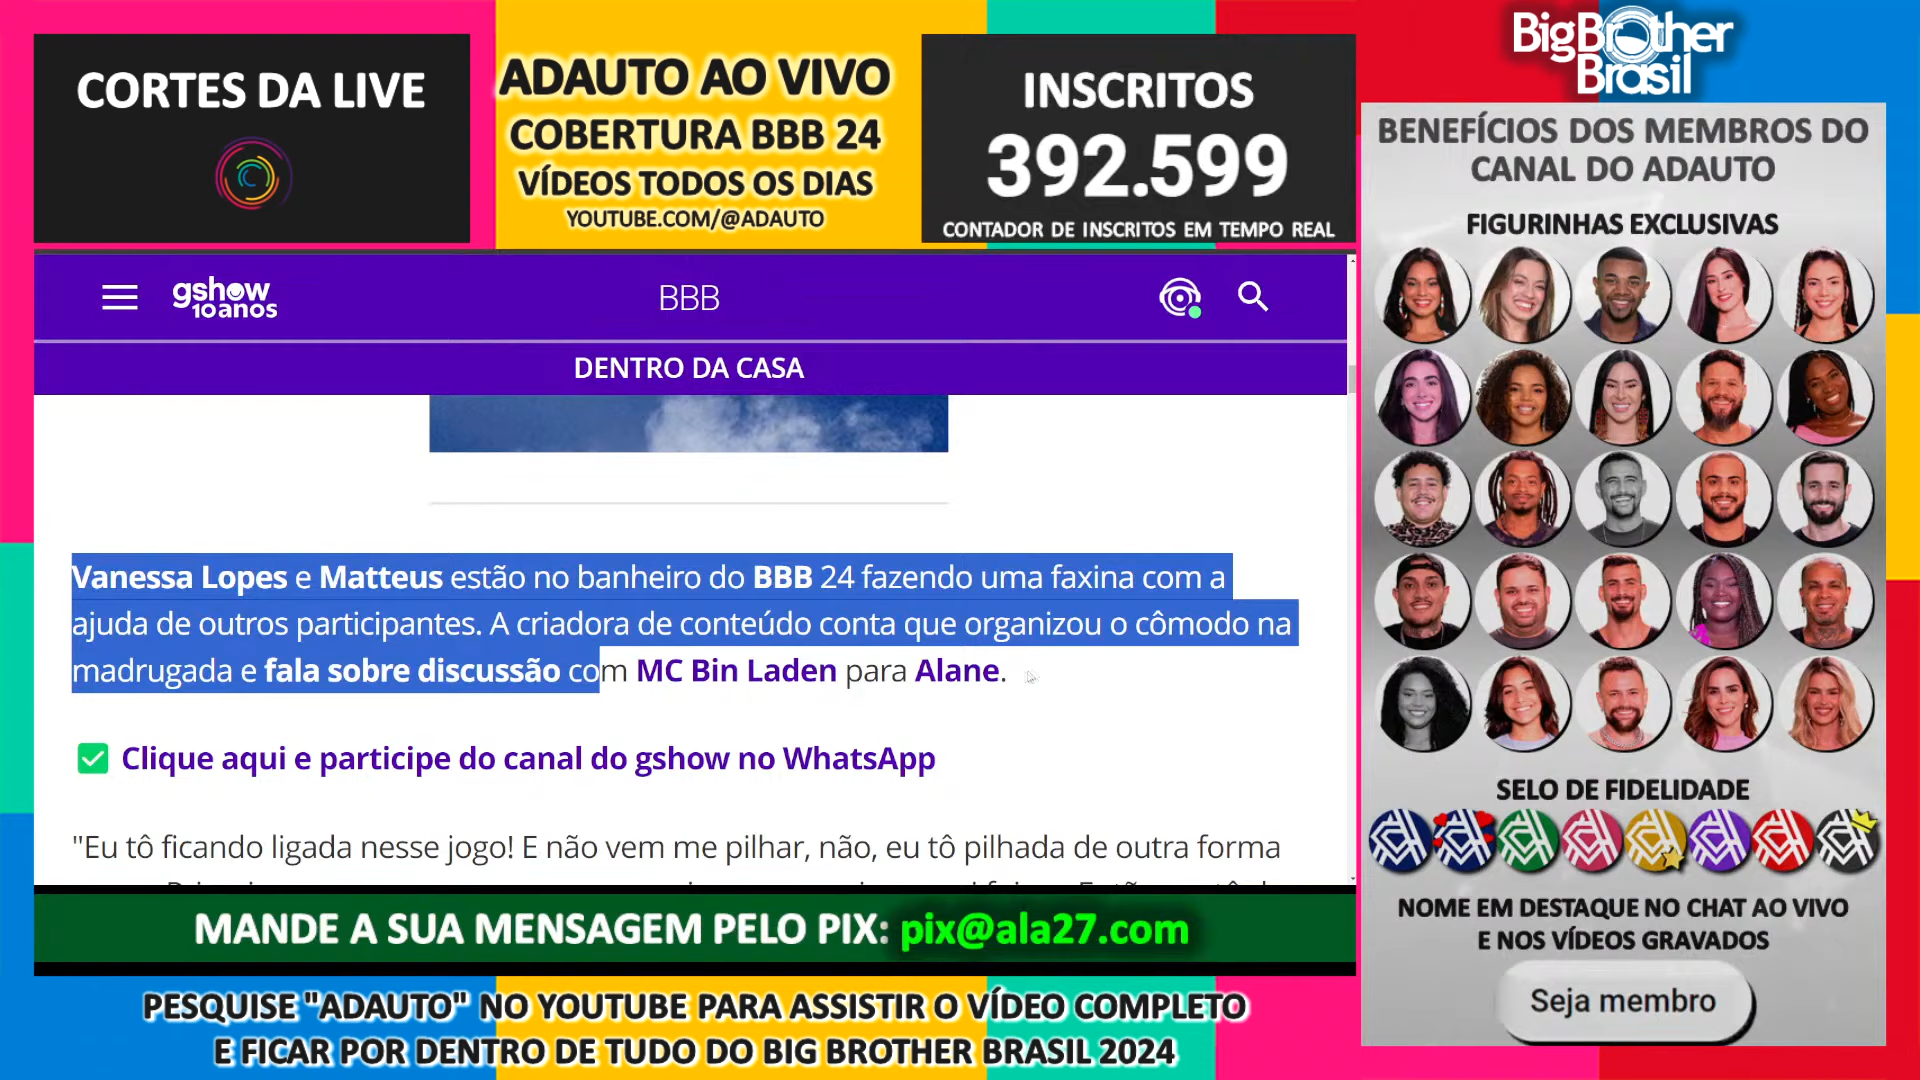 CORTES DA LIVE
ADAUTO AO VIVO
COBERTURA BBB 24
VÍDEOS TODOS OS DIAS
YOUTUBE.COM/@ADAUTO
INSCRITOS
392.599
CONTADOR DE INSCRITOS EM TEMPO REAL
BigBrother
Brasil
BENEFÍCIOS DOS MEMBROS DO
CANAL DO ADAUTO
FIGURINHAS EXCLUSIVAS
gshow
10anos
BBB
DENTRO DA CASA
Vanessa Lopes e Matteus estão no banheiro do BBB 24 fazendo uma faxina com a
ajuda de outros participantes. A criadora de conteúdo conta que organizou o cômodo na
madrugada e fala sobre discussão com MC Bin Laden para Alane.
Clique aqui e participe do canal do gshow no WhatsApp
"Eu tô ficando ligada nesse jogo! E não vem me pilhar, não, eu tô pilhada de outra forma
SELO DE FIDELIDADE
NOME EM DESTAQUE NO CHAT AO VIVO
E NOS VÍDEOS GRAVADOS
Seja membro
MANDE A SUA MENSAGEM PELO PIX: pix@ala27.com
PESQUISE "ADAUTO" NO YOUTUBE PARA ASSISTIR O VÍDEO COMPLETO
E FICAR POR DENTRO DE TUDO DO BIG BROTHER BRASIL 2024